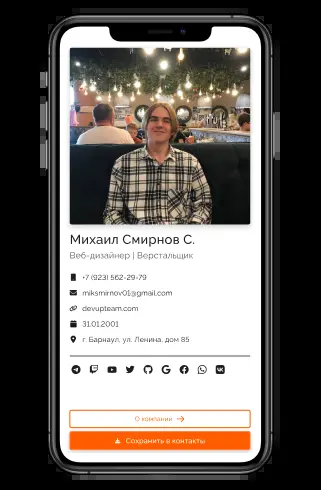 Михаил Смирнов С.
Веб-дизайнер | Верстальщик
+7 (923) 562-29-79
miksmirnov01@gmail.com
devupteam.com
31.01.2001
г. Барнаул, ул. Ленина, дом 85
О компании
Сохранить в контакты